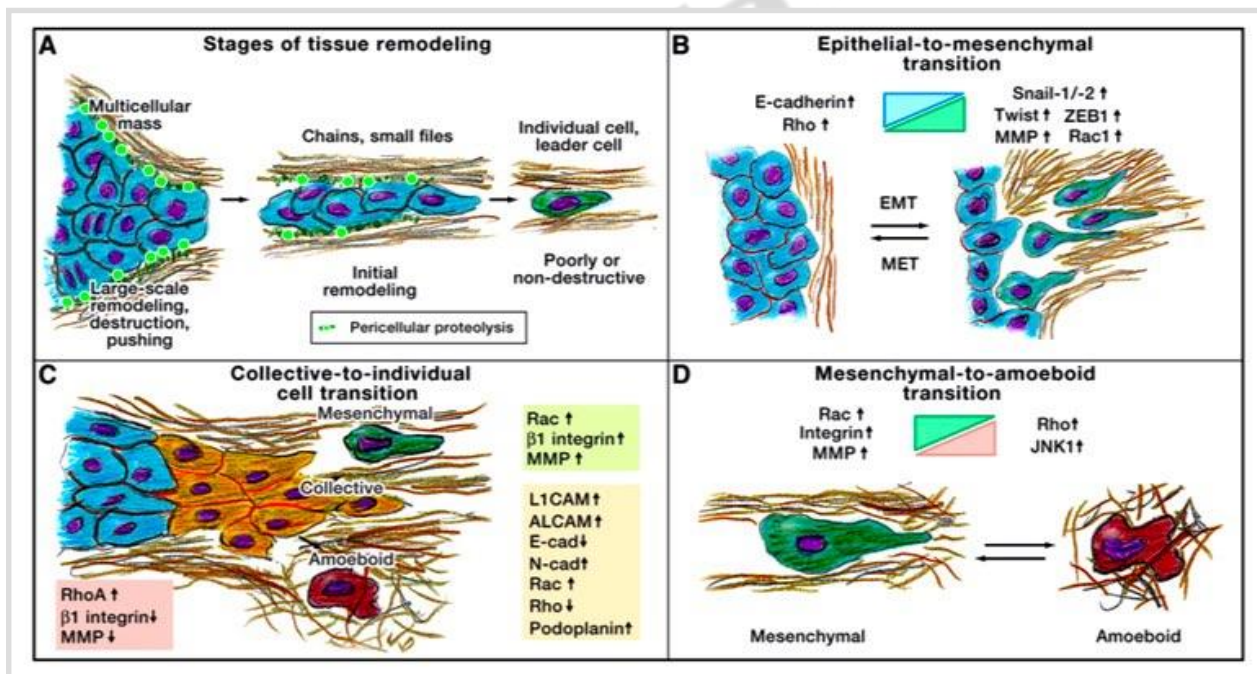 A
Stages of tissue remodeling
Multicellular
mass
Chains, small files
Individual cell,
leader cell
Large-scale
remodeling,
destruction,
pushing
Initial
remodeling
Poorly or
non-destructive
Pericellular proteolysis
B
Epithelial-to-mesenchymal
transition
E-cadherin↑
Rho ↑
Snail-1/-2 ↑
Twist ↑ ZEB1 ↑
MMP ↑ Rac1 ↑
EMT
MET
C
Collective-to-individual
cell transition
Mesenchymal
Collective
Amoeboid
Rac ↑
β1 integrin↑
MMP ↑
L1CAM↑
ALCAM↑
E-cad↓
N-cad↑
Rac ↑
Rho ↓
Podoplanin↑
RhoA ↑
β1 integrin↓
MMP ↓
D
Mesenchymal-to-amoeboid
transition
Rac ↑
Integrin↑
MMP ↑
Rho↑
JNK1↑
Mesenchymal
Amoeboid